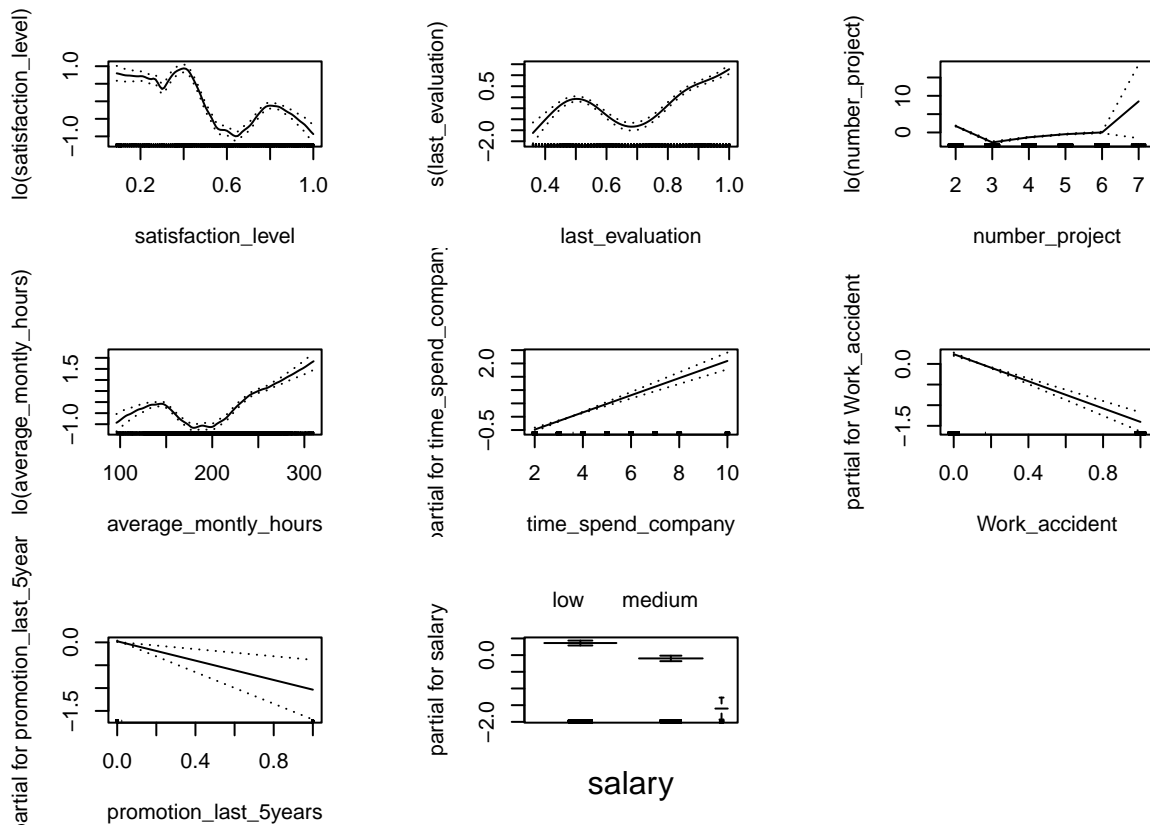 lo(satisfaction_level)
1.0
−1.0
0.2 0.6 1.0
satisfaction_level
s(last_evaluation)
0.5
−2.0
0.4 0.6 0.8 1.0
last_evaluation
lo(number_project)
10
0
2 3 4 5 6 7
number_project
lo(average_montly_hours)
1.5
−1.0
100 200 300
average_montly_hours
partial for time_spend_company
2.0
−0.5
2 4 6 8 10
time_spend_company
partial for Work_accident
0.0
−1.5
0.0 0.4 0.8
Work_accident
partial for promotion_last_5year
0.0
−1.5
0.0 0.4 0.8
promotion_last_5years
partial for salary
low medium
0.0
−2.0
salary